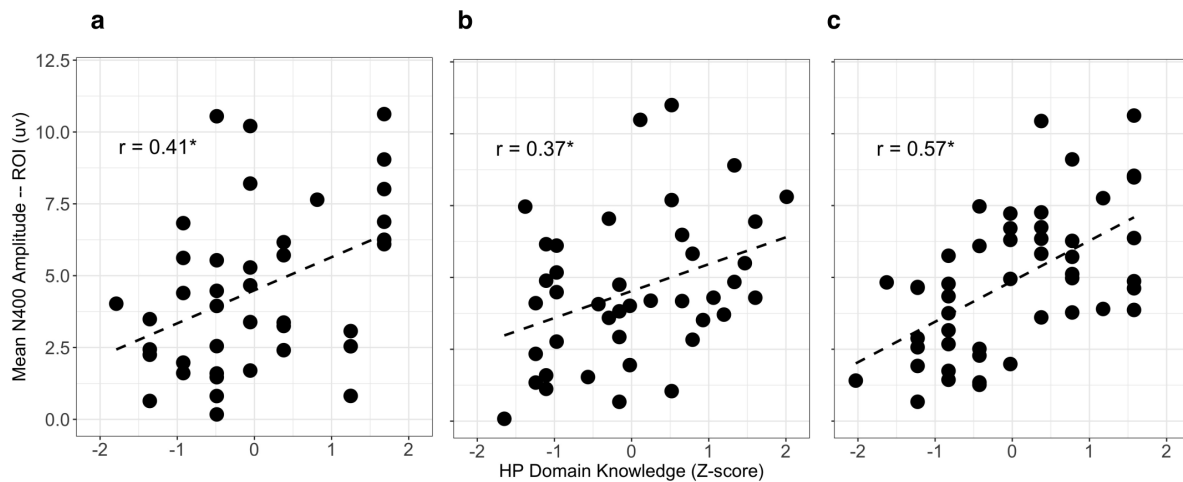 a
b
c
Mean N400 Amplitude -- ROI (uv)
12.5
10.0
7.5
5.0
2.5
0.0
r = 0.41*
r = 0.37*
r = 0.57*
-2 -1 0 1 2
-2 -1 0 1 2
-2 -1 0 1 2
HP Domain Knowledge (Z-score)